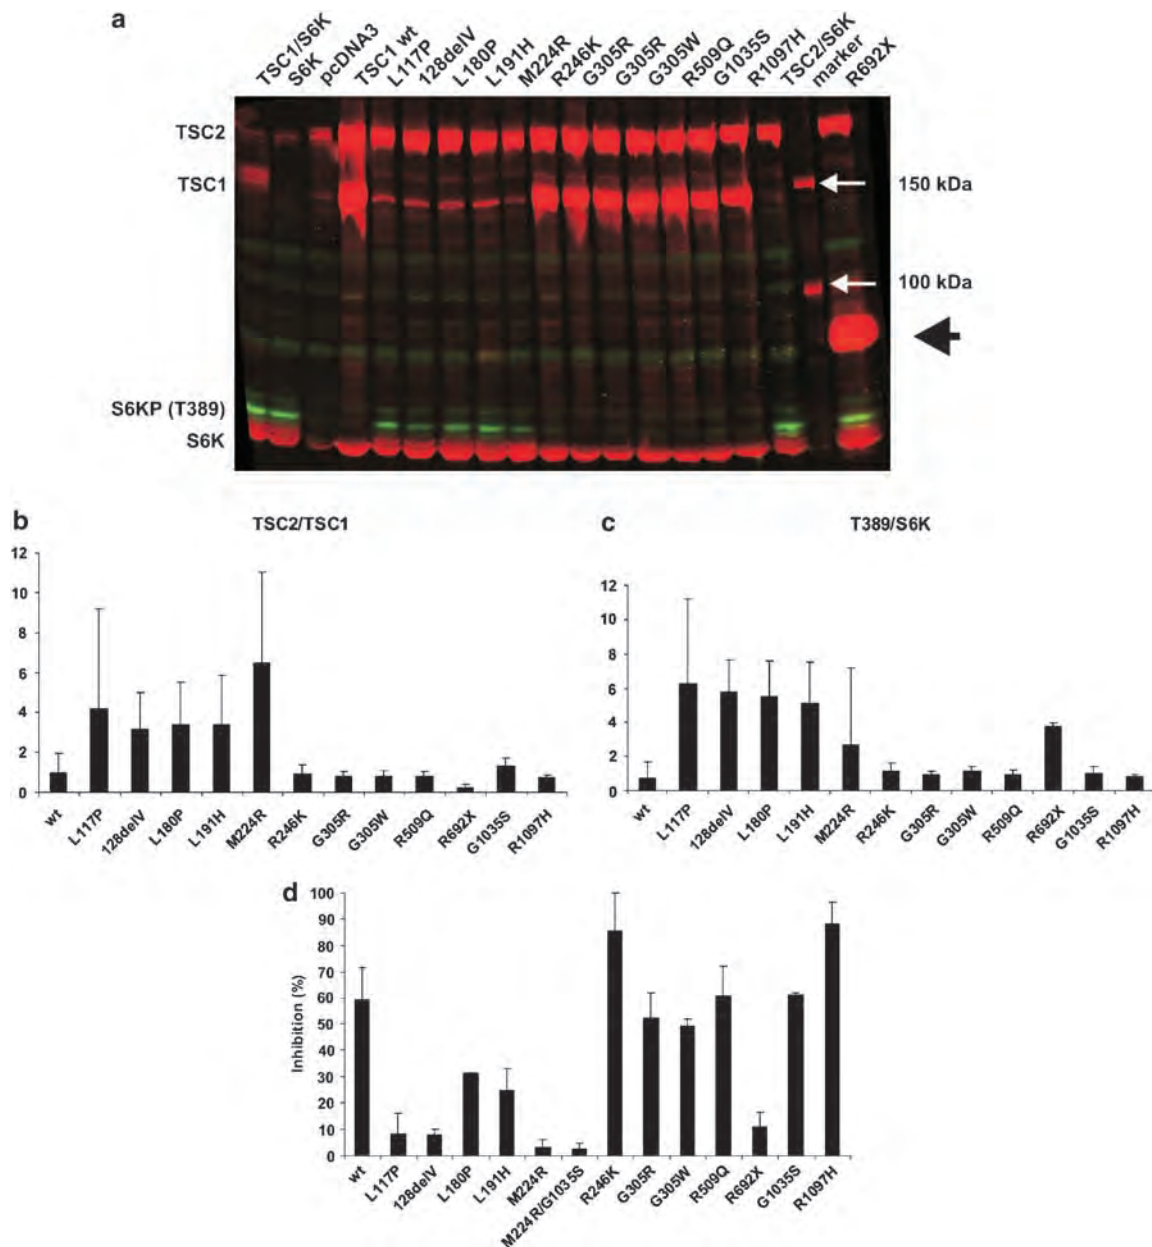 a
TSC1/S6K
S6K
pcDNA3
TSC1 wt
L117P
128delV
L180P
L191H
M224R
R246K
G305R
G305R
G305W
R509Q
G1035S
R1097H
TSC2/S6K
marker
R692X
TSC2
TSC1
150 kDa
100 kDa
S6KP (T389)
S6K
b
TSC2/TSC1
12
10
8
6
4
2
0
wt
L117P
128delV
L180P
L191H
M224R
R246K
G305R
G305W
R509Q
R692X
G1035S
R1097H
c
T389/S6K
12
10
8
6
4
2
0
wt
L117P
128delV
L180P
L191H
M224R
R246K
G305R
G305W
R509Q
R692X
G1035S
R1097H
d
Inhibition (%)
100
90
80
70
60
50
40
30
20
10
0
wt
L117P
128delV
L180P
L191H
M224R
M224R/G1035S
R246K
G305R
G305W
R509Q
R692X
G1035S
R1097H